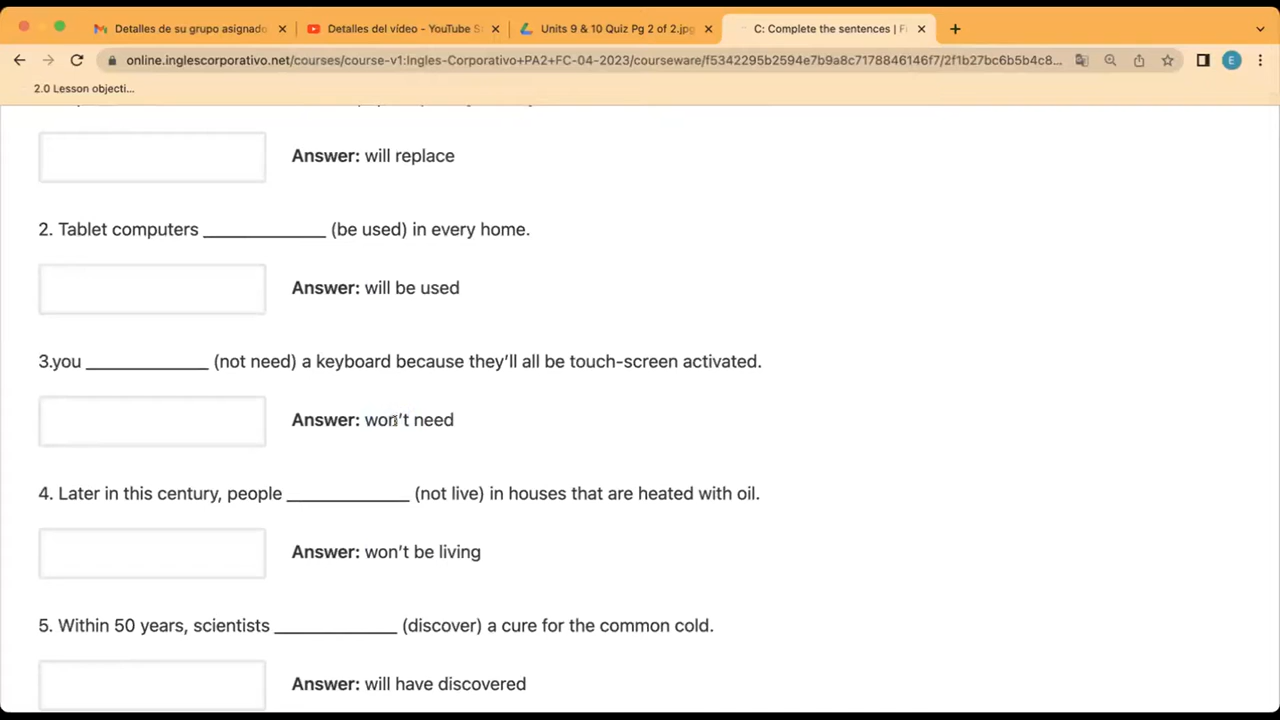 Detalles de su grupo asignado
Detalles del vídeo - YouTube S
Units 9 & 10 Quiz Pg 2 of 2.jpg
C: Complete the sentences | Fi
online.inglescorporativo.net/courses/course-v1:Ingles-Corporativo+PA2+FC-04-2023/courseware/f5342295b2594e7b9a8c7178846146f7/2f1b27bc6b5b4c8...
E
2.0 Lesson objecti...
Answer: will replace
2. Tablet computers _____________ (be used) in every home.
Answer: will be used
3.you _____________ (not need) a keyboard because they’ll all be touch-screen activated.
Answer: won’t need
4. Later in this century, people _____________ (not live) in houses that are heated with oil.
Answer: won’t be living
5. Within 50 years, scientists _____________ (discover) a cure for the common cold.
Answer: will have discovered